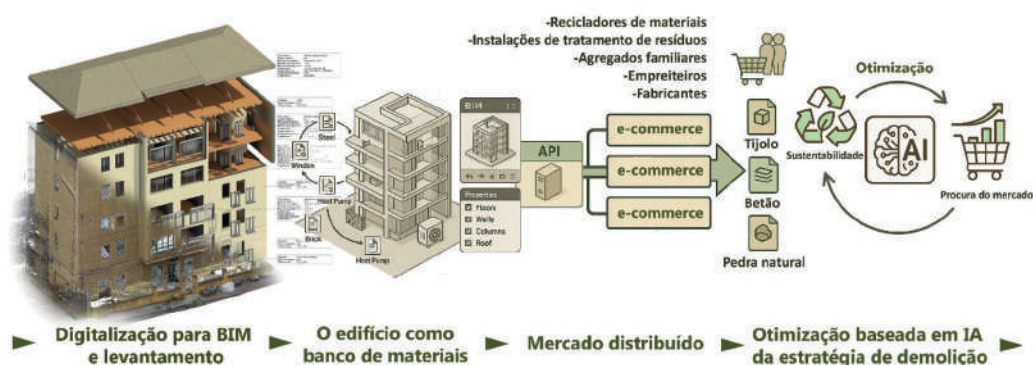 -Recicladores de materiais
-Instalações de tratamento de resíduos
-Agregados familiares
-Empreiteiros
-Fabricantes
Steel
Window
Heat Pump
Brick
Heat Pump
BIM
Properties
Floors
Walls
Columns
Roof
API
e-commerce
e-commerce
e-commerce
Tijolo
Betão
Pedra natural
Otimização
Sustentabilidade
AI
Procura do mercado
Digitalização para BIM
e levantamento
O edifício como
banco de materiais
Mercado distribuído
Otimização baseada em IA
da estratégia de demolição